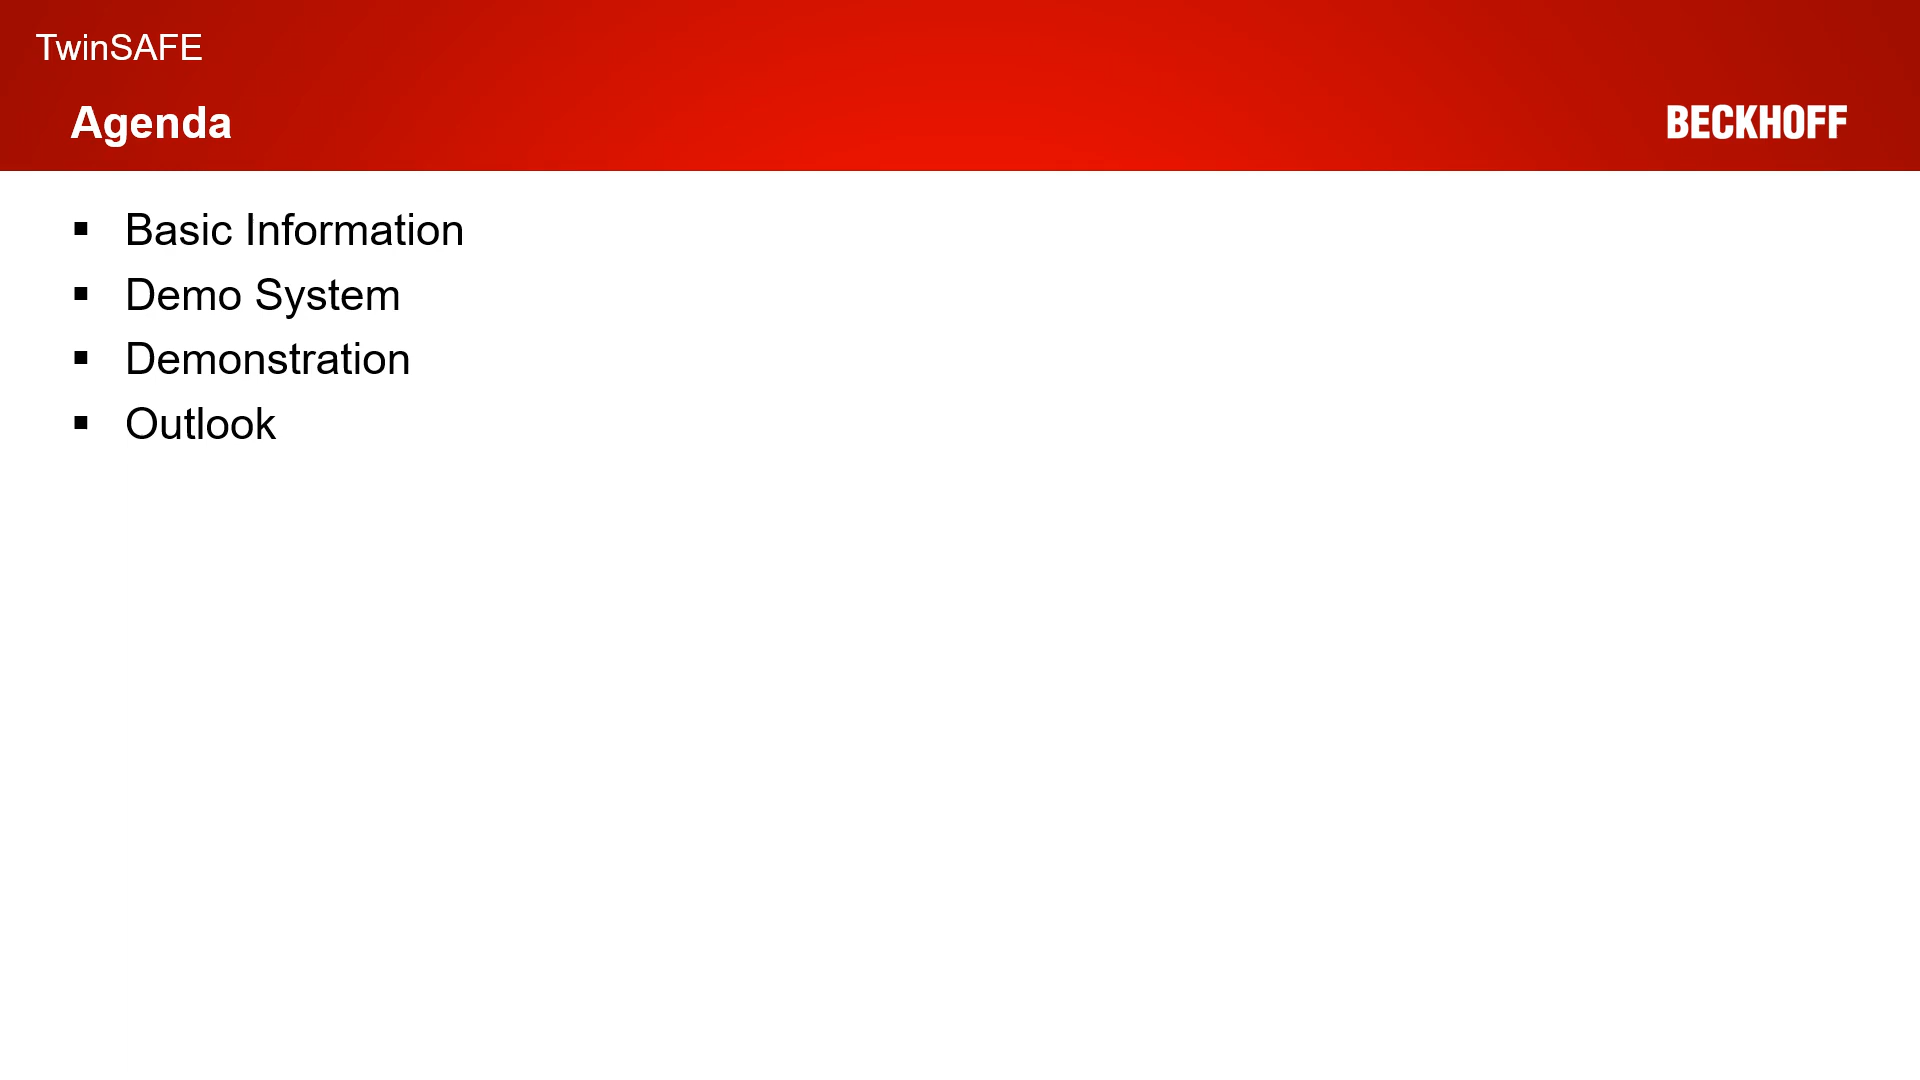 TwinSAFE
Agenda
BECKHOFF
▪ Basic Information
▪ Demo System
▪ Demonstration
▪ Outlook